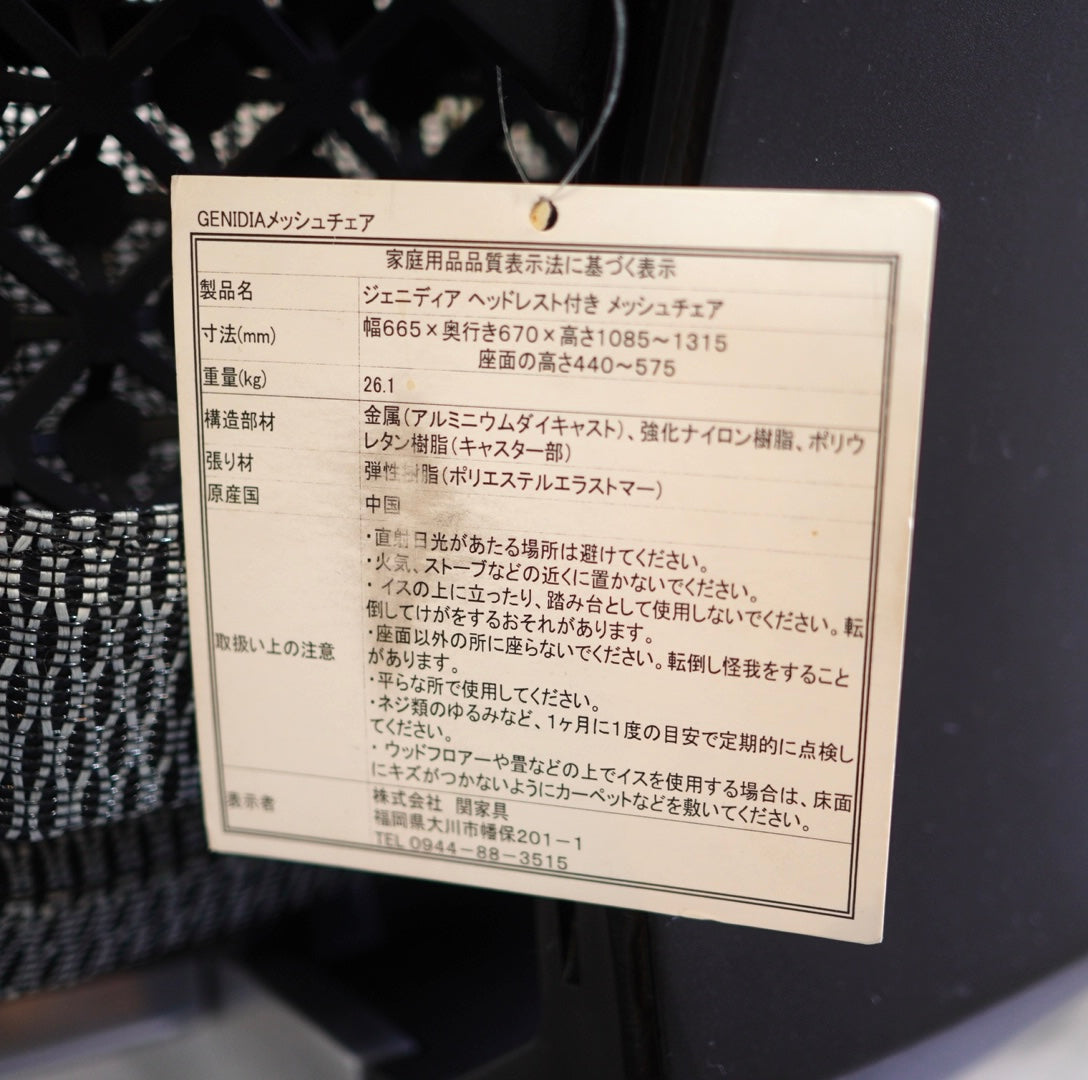 GENIDIAメッシュチェア
家庭用品品質表示法に基づく表示
製品名 ジェニディア ヘッドレスト付き メッシュチェア
寸法(mm) 幅665×奥行き670×高さ1085～1315
座面の高さ440～575
重量(kg) 26.1
構造部材 金属(アルミニウムダイキャスト)、強化ナイロン樹脂、ポリウ
レタン樹脂(キャスター部)
張り材 弾性樹脂(ポリエステルエラストマー)
原産国 中国
取扱い上の注意
・直射日光があたる場所は避けてください。
・火気、ストーブなどの近くに置かないでください。
・イスの上に立ったり、踏み台として使用しないでください。転
倒してけがをするおそれがあります。
・座面以外の所に座らないでください。転倒し怪我をすること
があります。
・平らな所で使用してください。
・ネジ類のゆるみなど、1ヶ月に1度の目安で定期的に点検し
てください。
・ウッドフロアーや畳などの上でイスを使用する場合は、床面
にキズがつかないようにカーペットなどを敷いてください。
表示者 株式会社 関家具
福岡県大川市幡保201－1
TEL 0944－88－3515